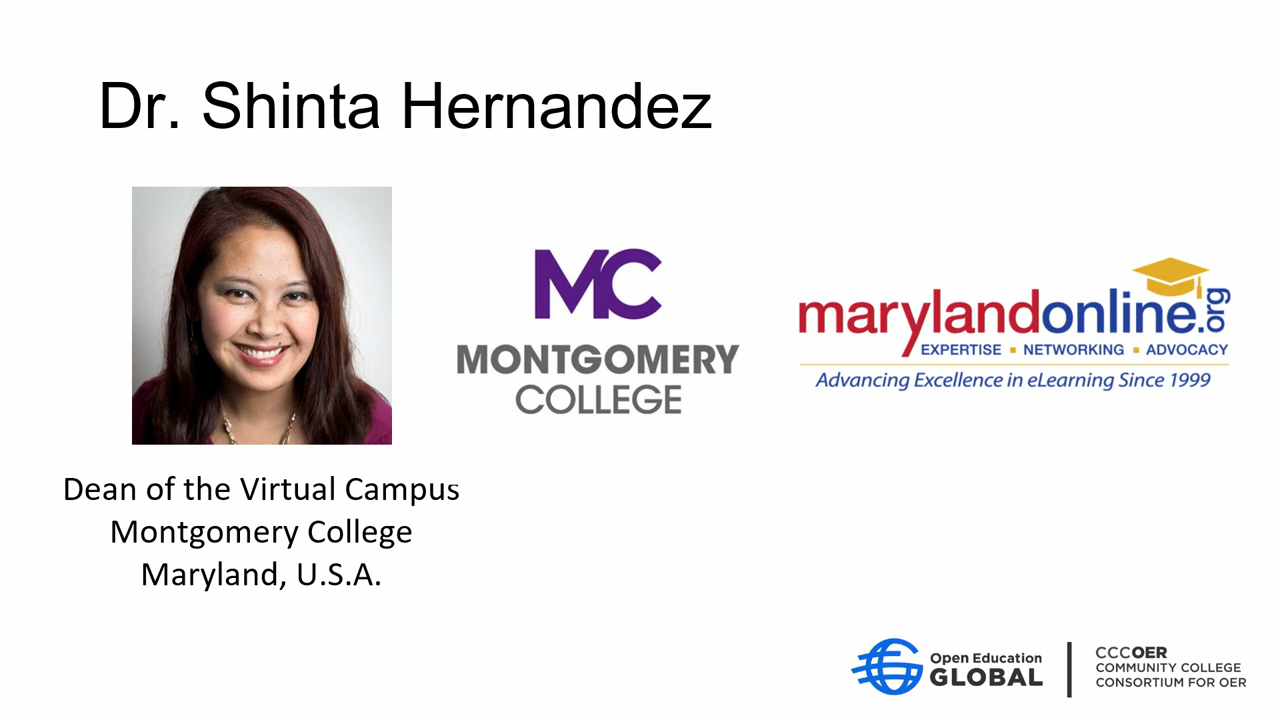 Dr. Shinta Hernandez
MC
MONTGOMERY
COLLEGE
marylandonline.org
EXPERTISE ▪ NETWORKING ▪ ADVOCACY
Advancing Excellence in eLearning Since 1999
Dean of the Virtual Campus
Montgomery College
Maryland, U.S.A.
Open Education
GLOBAL
CCCOER
COMMUNITY COLLEGE
CONSORTIUM FOR OER